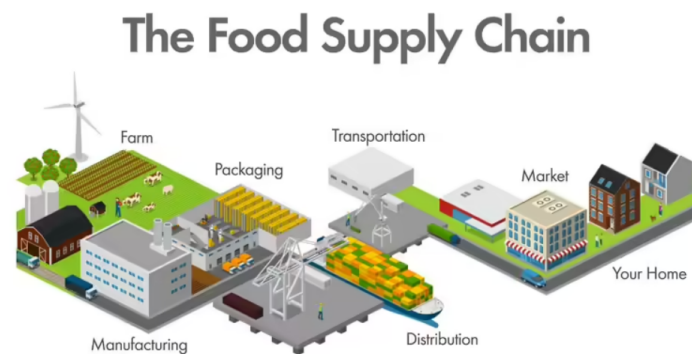 The Food Supply Chain
Farm
Packaging
Transportation
Market
Your Home
Manufacturing
Distribution